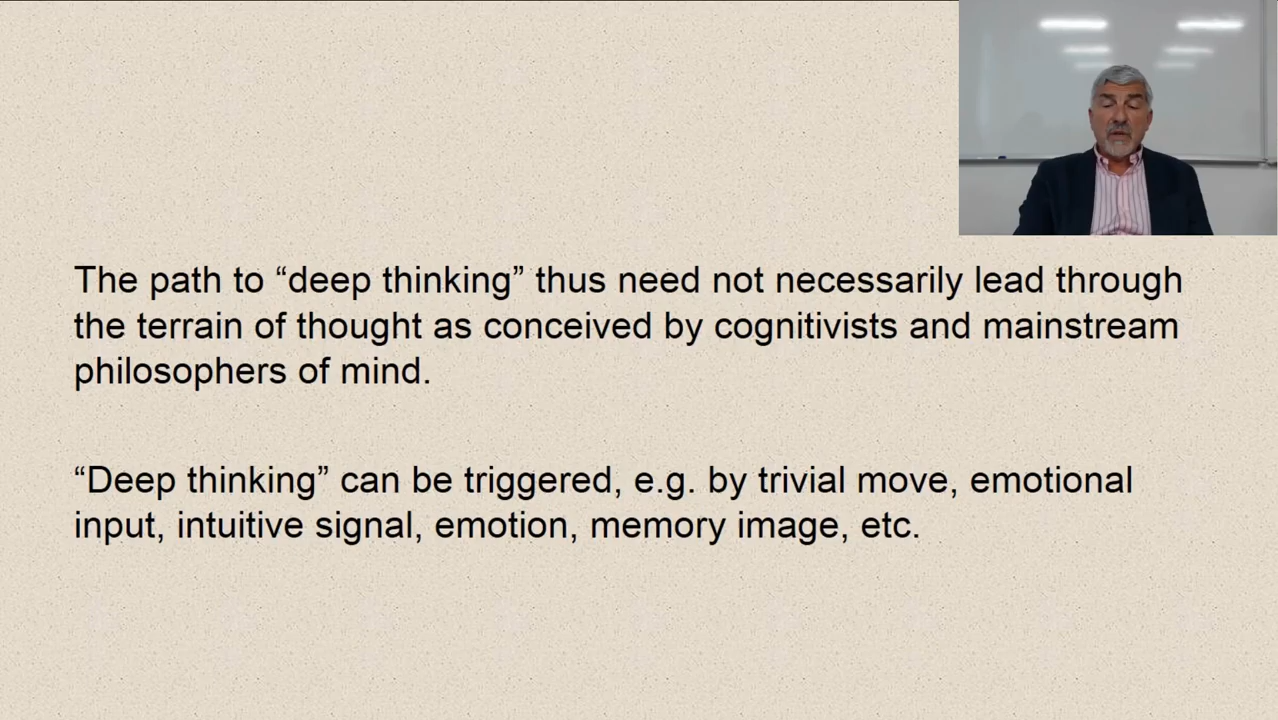 The path to “deep thinking” thus need not necessarily lead through
the terrain of thought as conceived by cognitivists and mainstream
philosophers of mind.
“Deep thinking” can be triggered, e.g. by trivial move, emotional
input, intuitive signal, emotion, memory image, etc.